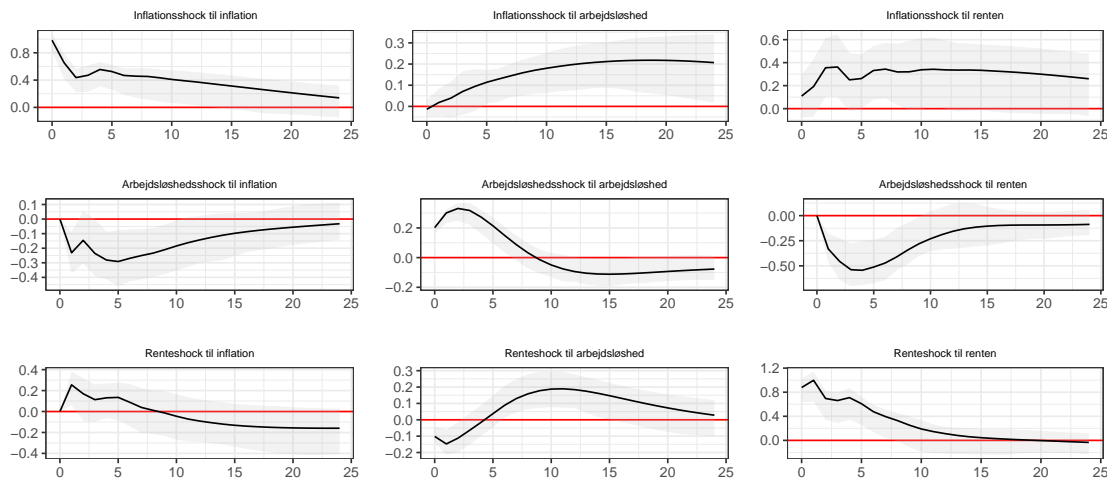 Inflationsshock til inflation
0.8
0.4
0.0
0 5 10 15 20 25
Inflationsshock til arbejdsløshed
0.3
0.2
0.1
0.0
0 5 10 15 20 25
Inflationsshock til renten
0.6
0.4
0.2
0.0
0 5 10 15 20 25
Arbejdsløshedsshock til inflation
0.1
0.0
−0.1
−0.2
−0.3
−0.4
0 5 10 15 20 25
Arbejdsløshedsshock til arbejdsløshed
0.2
0.0
−0.2
0 5 10 15 20 25
Arbejdsløshedsshock til renten
0.00
−0.25
−0.50
0 5 10 15 20 25
Renteshock til inflation
0.4
0.2
0.0
−0.2
−0.4
0 5 10 15 20 25
Renteshock til arbejdsløshed
0.3
0.2
0.1
0.0
−0.1
−0.2
0 5 10 15 20 25
Renteshock til renten
1.2
0.8
0.4
0.0
0 5 10 15 20 25